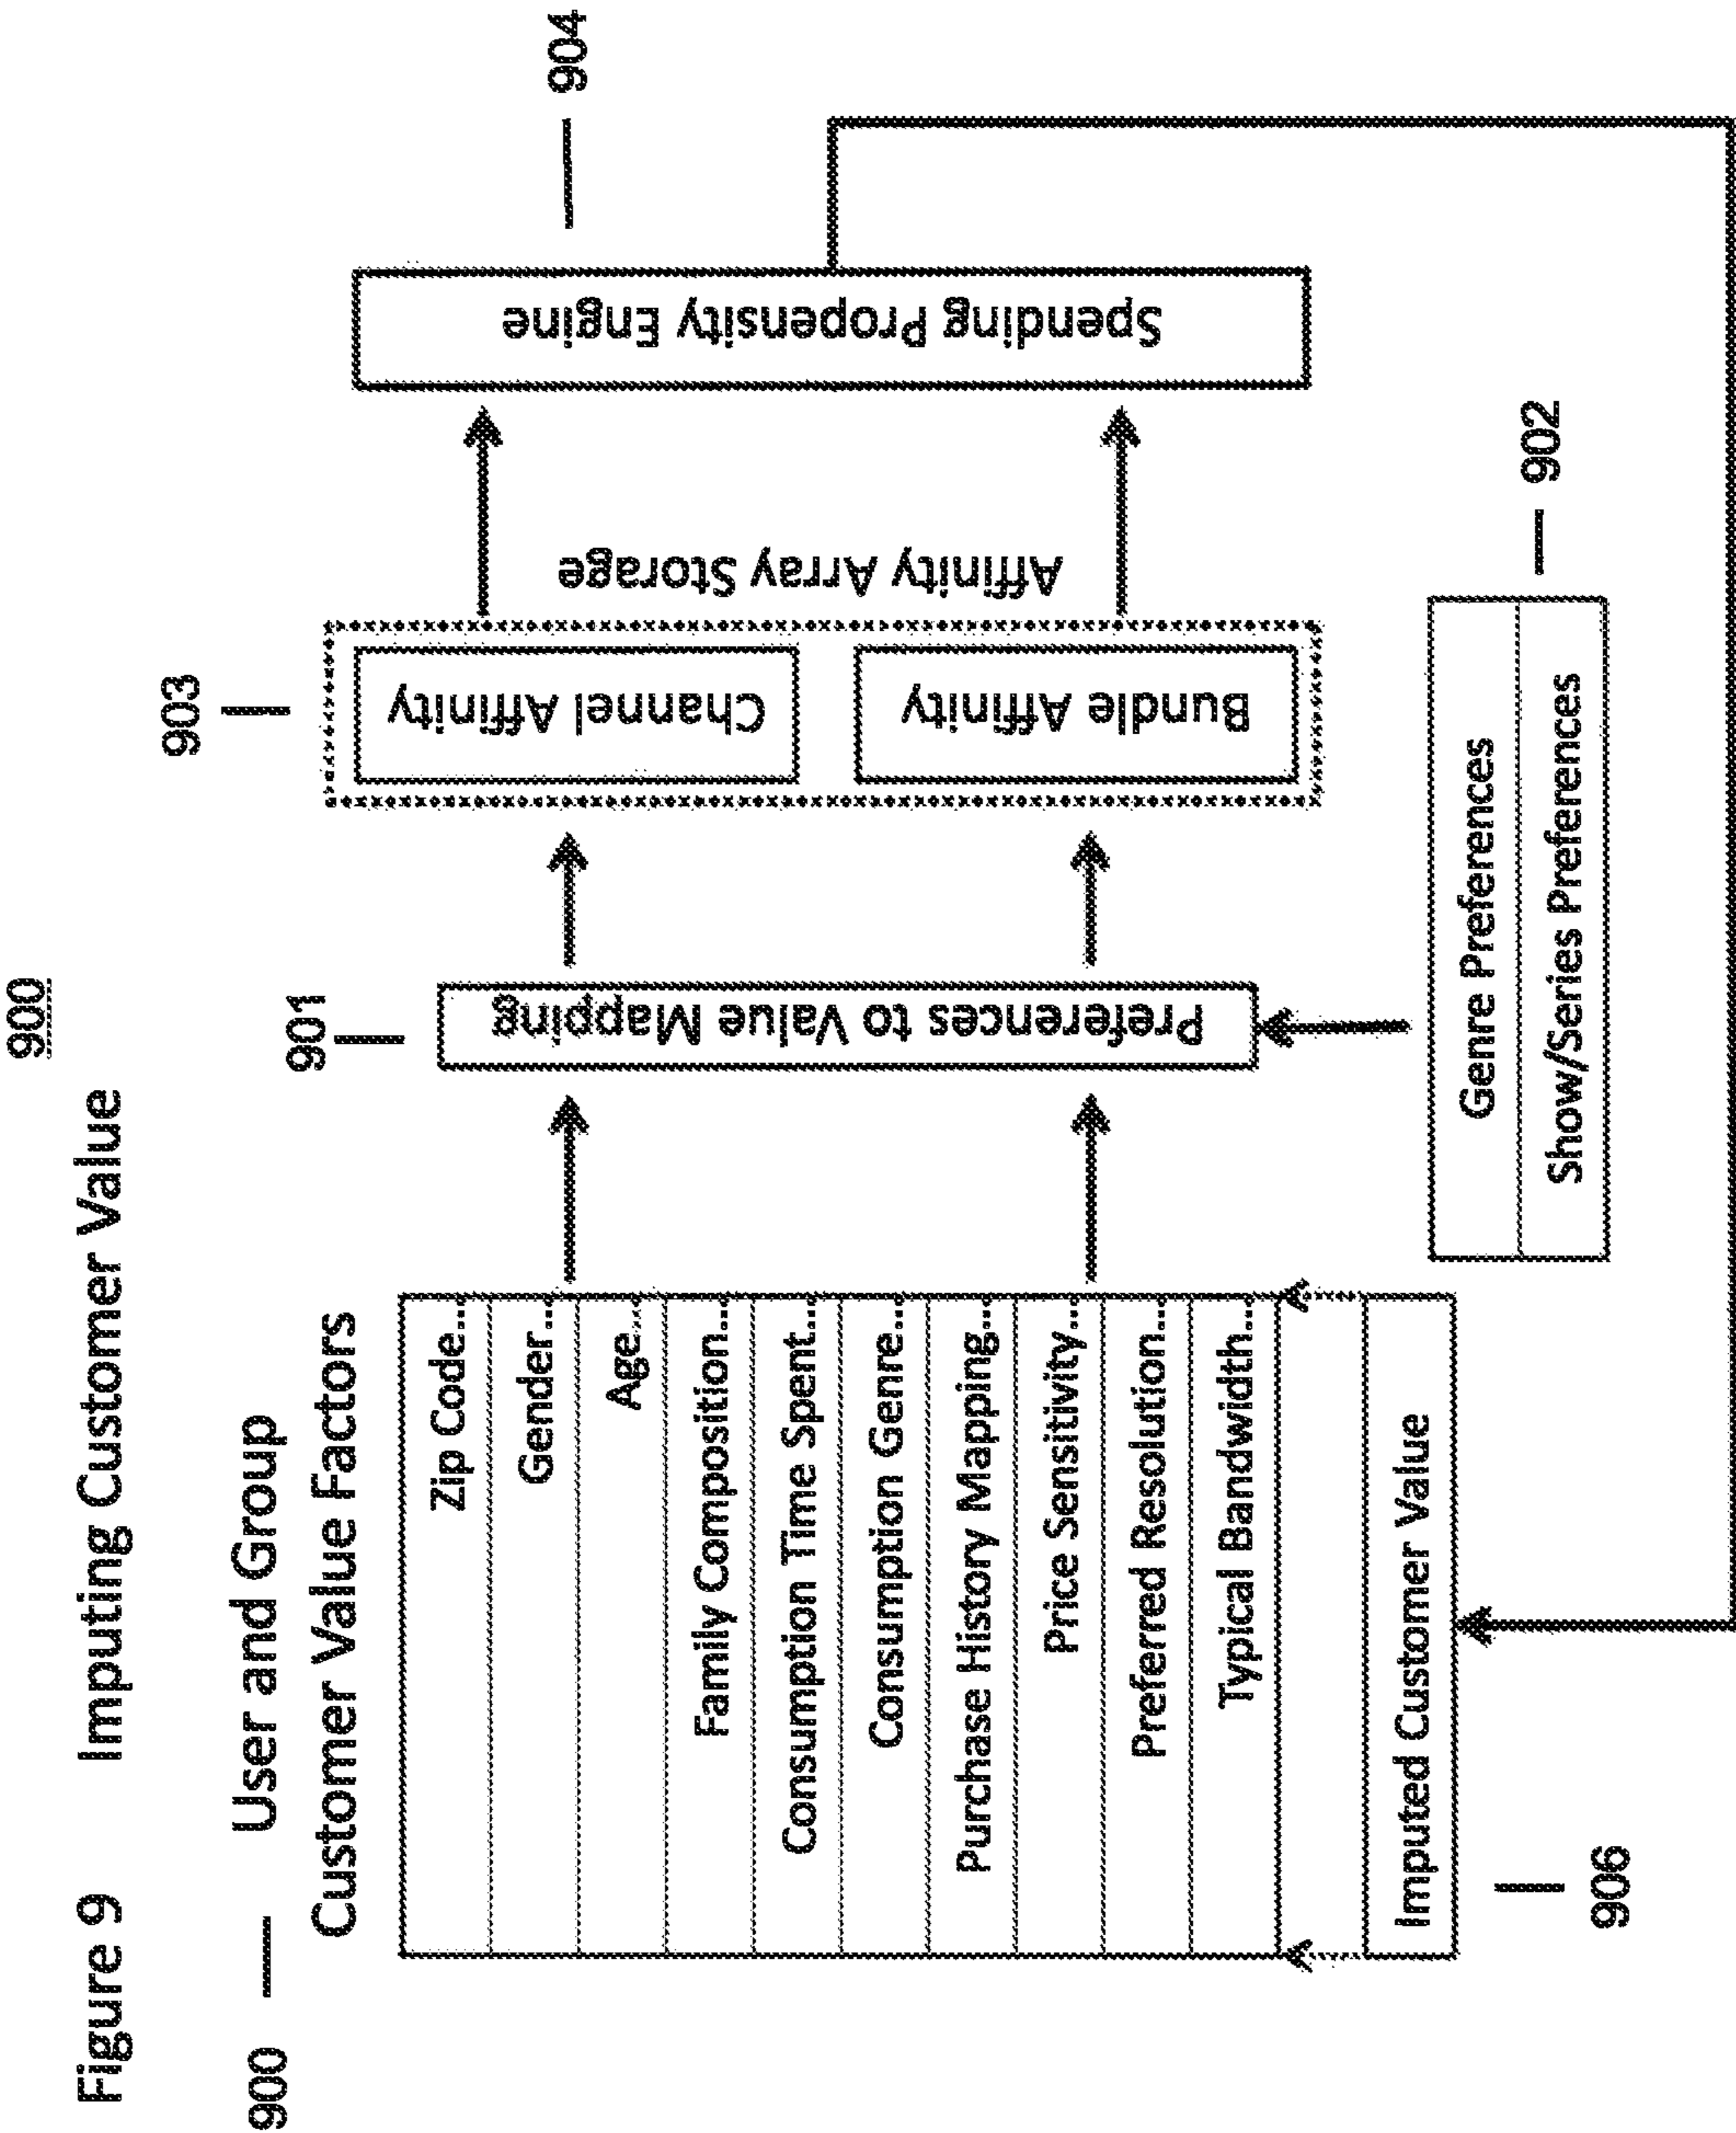 900
Figure 9 Imputing Customer Value
900
User and Group
Customer Value Factors
Zip Code...
Gender...
Age...
Family Composition...
Consumption Time Spent...
Consumption Genre...
Purchase History Mapping...
Price Sensitivity...
Preferred Resolution...
Typical Bandwidth...
Imputed Customer Value
906
901
Preferences to Value Mapping
Genre Preferences
Show/Series Preferences
902
903
Channel Affinity
Bundle Affinity
Affinity Array Storage
Spending Propensity Engine
904